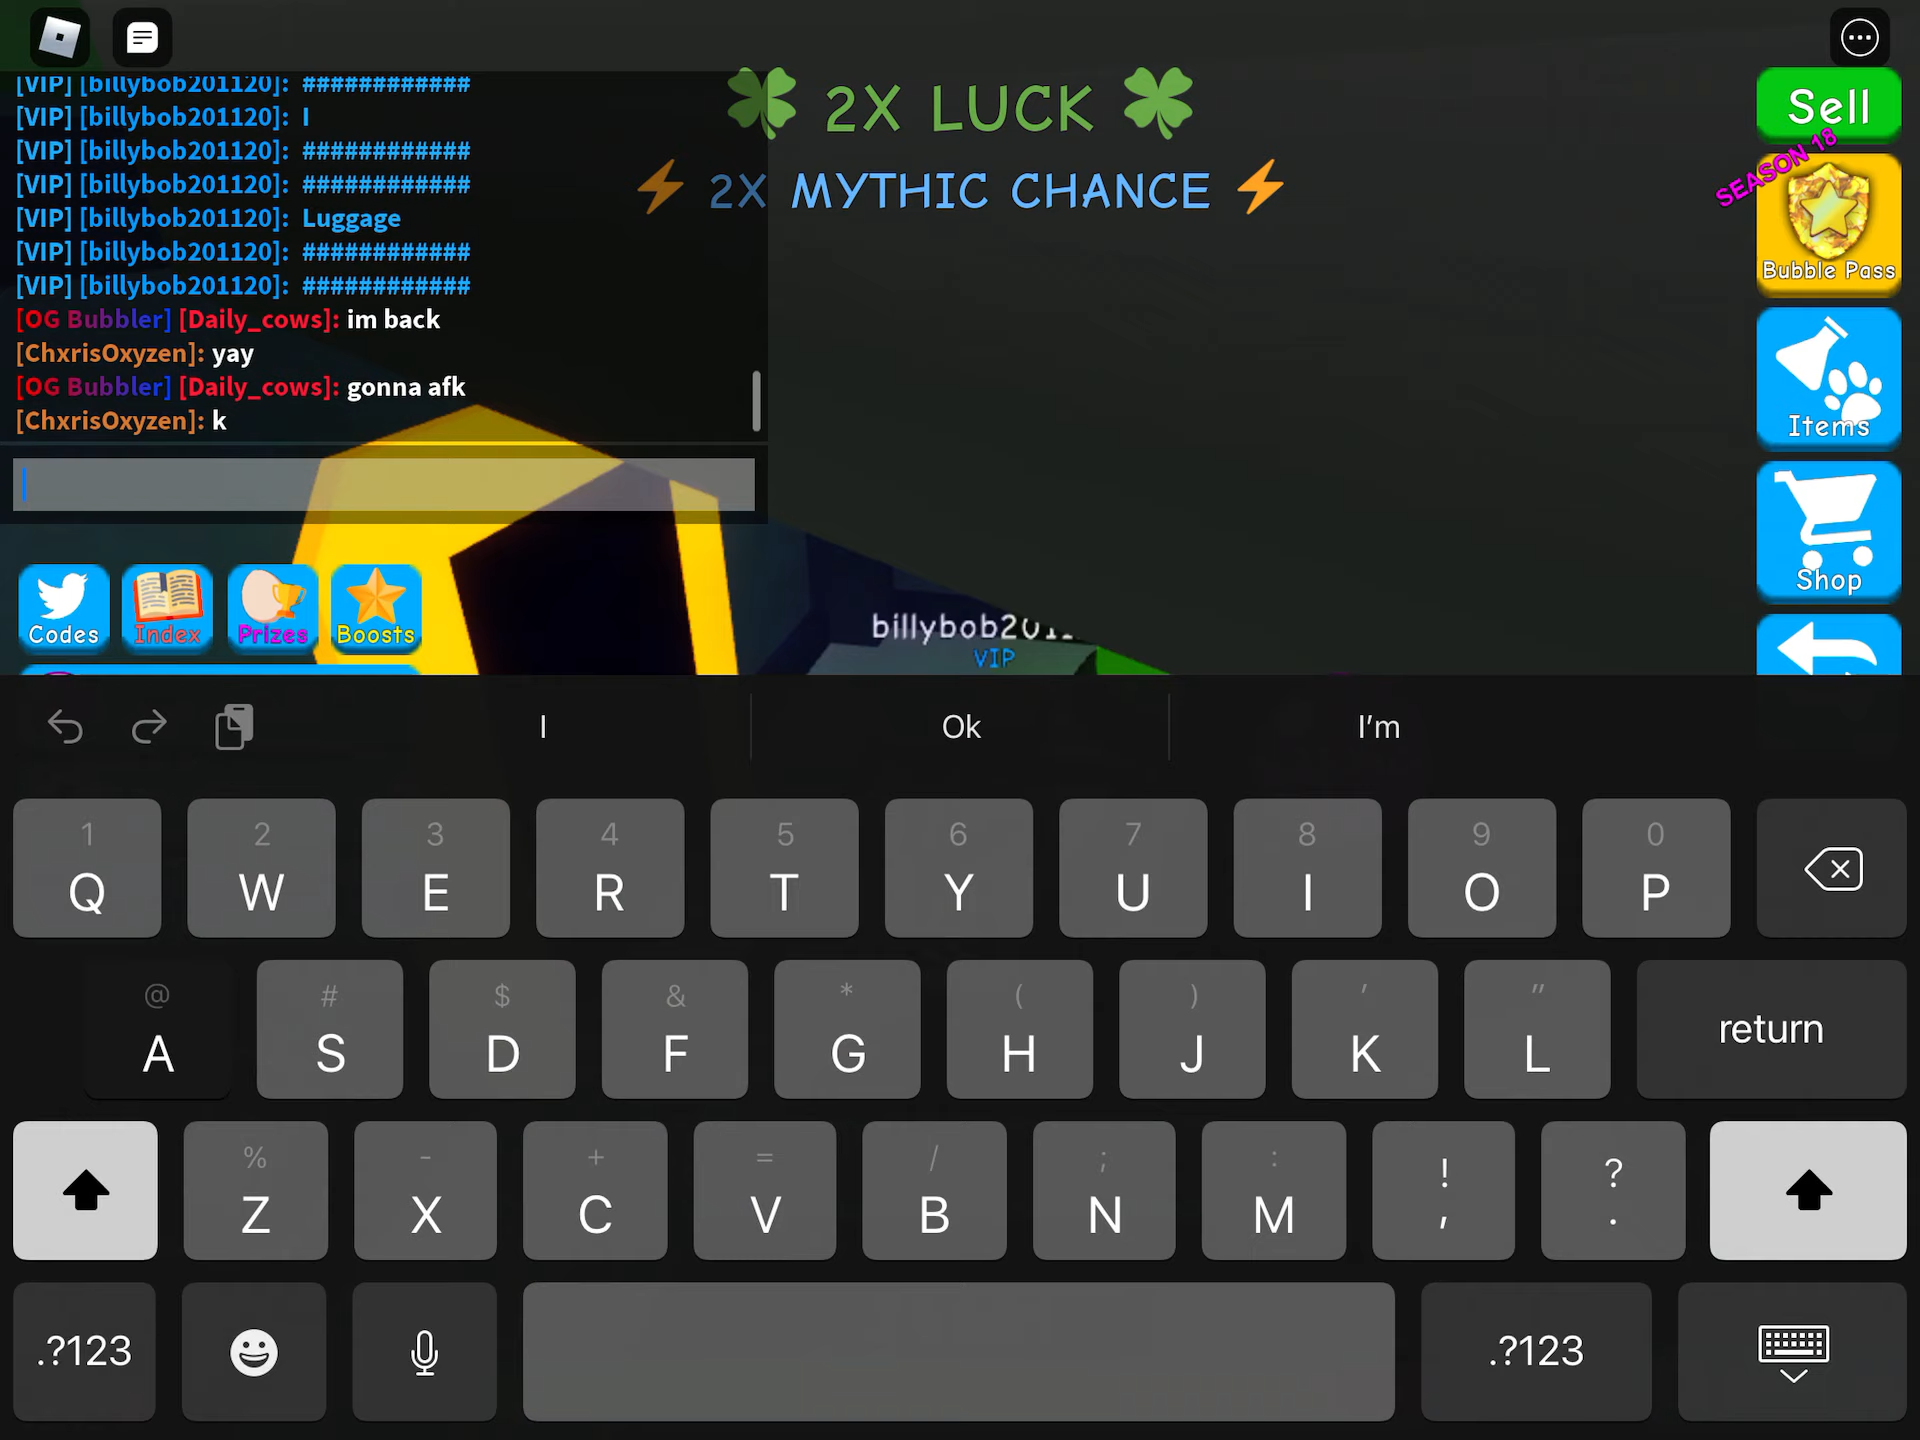 [VIP] [billybob201120]: ############
[VIP] [billybob201120]: I
[VIP] [billybob201120]: ############
[VIP] [billybob201120]: ############
[VIP] [billybob201120]: Luggage
[VIP] [billybob201120]: ############
[VIP] [billybob201120]: ############
[OG Bubbler] [Daily_cows]: im back
[ChxrisOxyzen]: yay
[OG Bubbler] [Daily_cows]: gonna afk
[ChxrisOxyzen]: k
2X LUCK
2X MYTHIC CHANCE
Sell
SEASON 18
Bubble Pass
Items
Shop
Codes
Index
Prizes
Boosts
billybob2011
VIP
I
Ok
I'm
1 2 3 4 5 6 7 8 9 0
Q W E R T Y U I O P
@ # $ & * ( ) ' "
A S D F G H J K L return
% - + = / ; : ! ?
Z X C V B N M , .
.?123
.?123